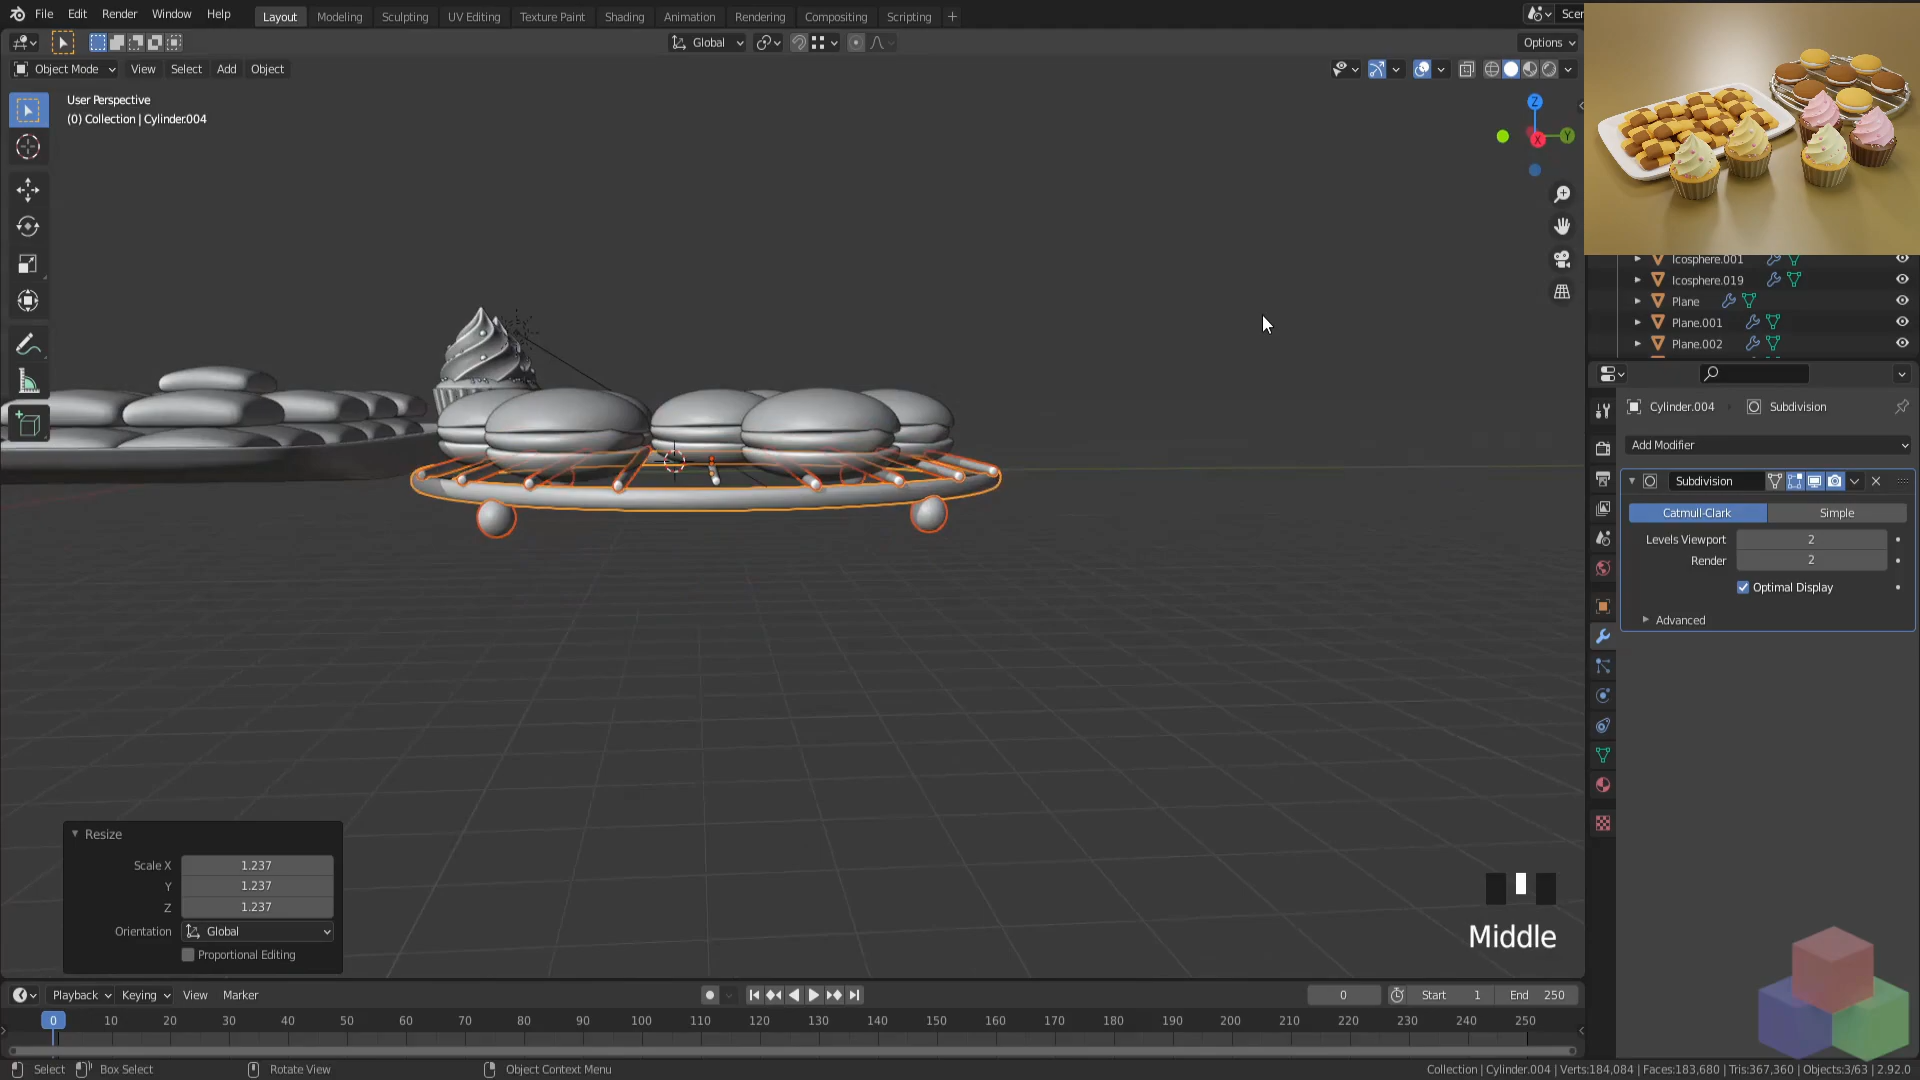 File Edit Render Window Help Layout Modeling Sculpting UV Editing Texture Paint Shading Animation Rendering Compositing Scripting + Scer
Global Options
Object Mode View Select Add Object
User Perspective
(0) Collection | Cylinder.004
Z
Y
X
Icosphere.001
Icosphere.019
Plane
Plane.001
Plane.002
Cylinder.004 Subdivision
Add Modifier
Subdivision
Catmull-Clark Simple
Levels Viewport 2
Render 2
Optimal Display
Advanced
Resize
Scale X 1.237
Y 1.237
Z 1.237
Orientation Global
Proportional Editing
Middle
Playback Keying View Marker 0 Start 1 End 250
0 10 20 30 40 50 60 70 80 90 100 110 120 130 140 150 160 170 180 190 200 210 220 230 240 250
Select Box Select Rotate View Object Context Menu Collection | Cylinder.004 | Verts:184,084 | Faces:183,680 | Tris:367,360 | Objects:3/63 | 2.92.0